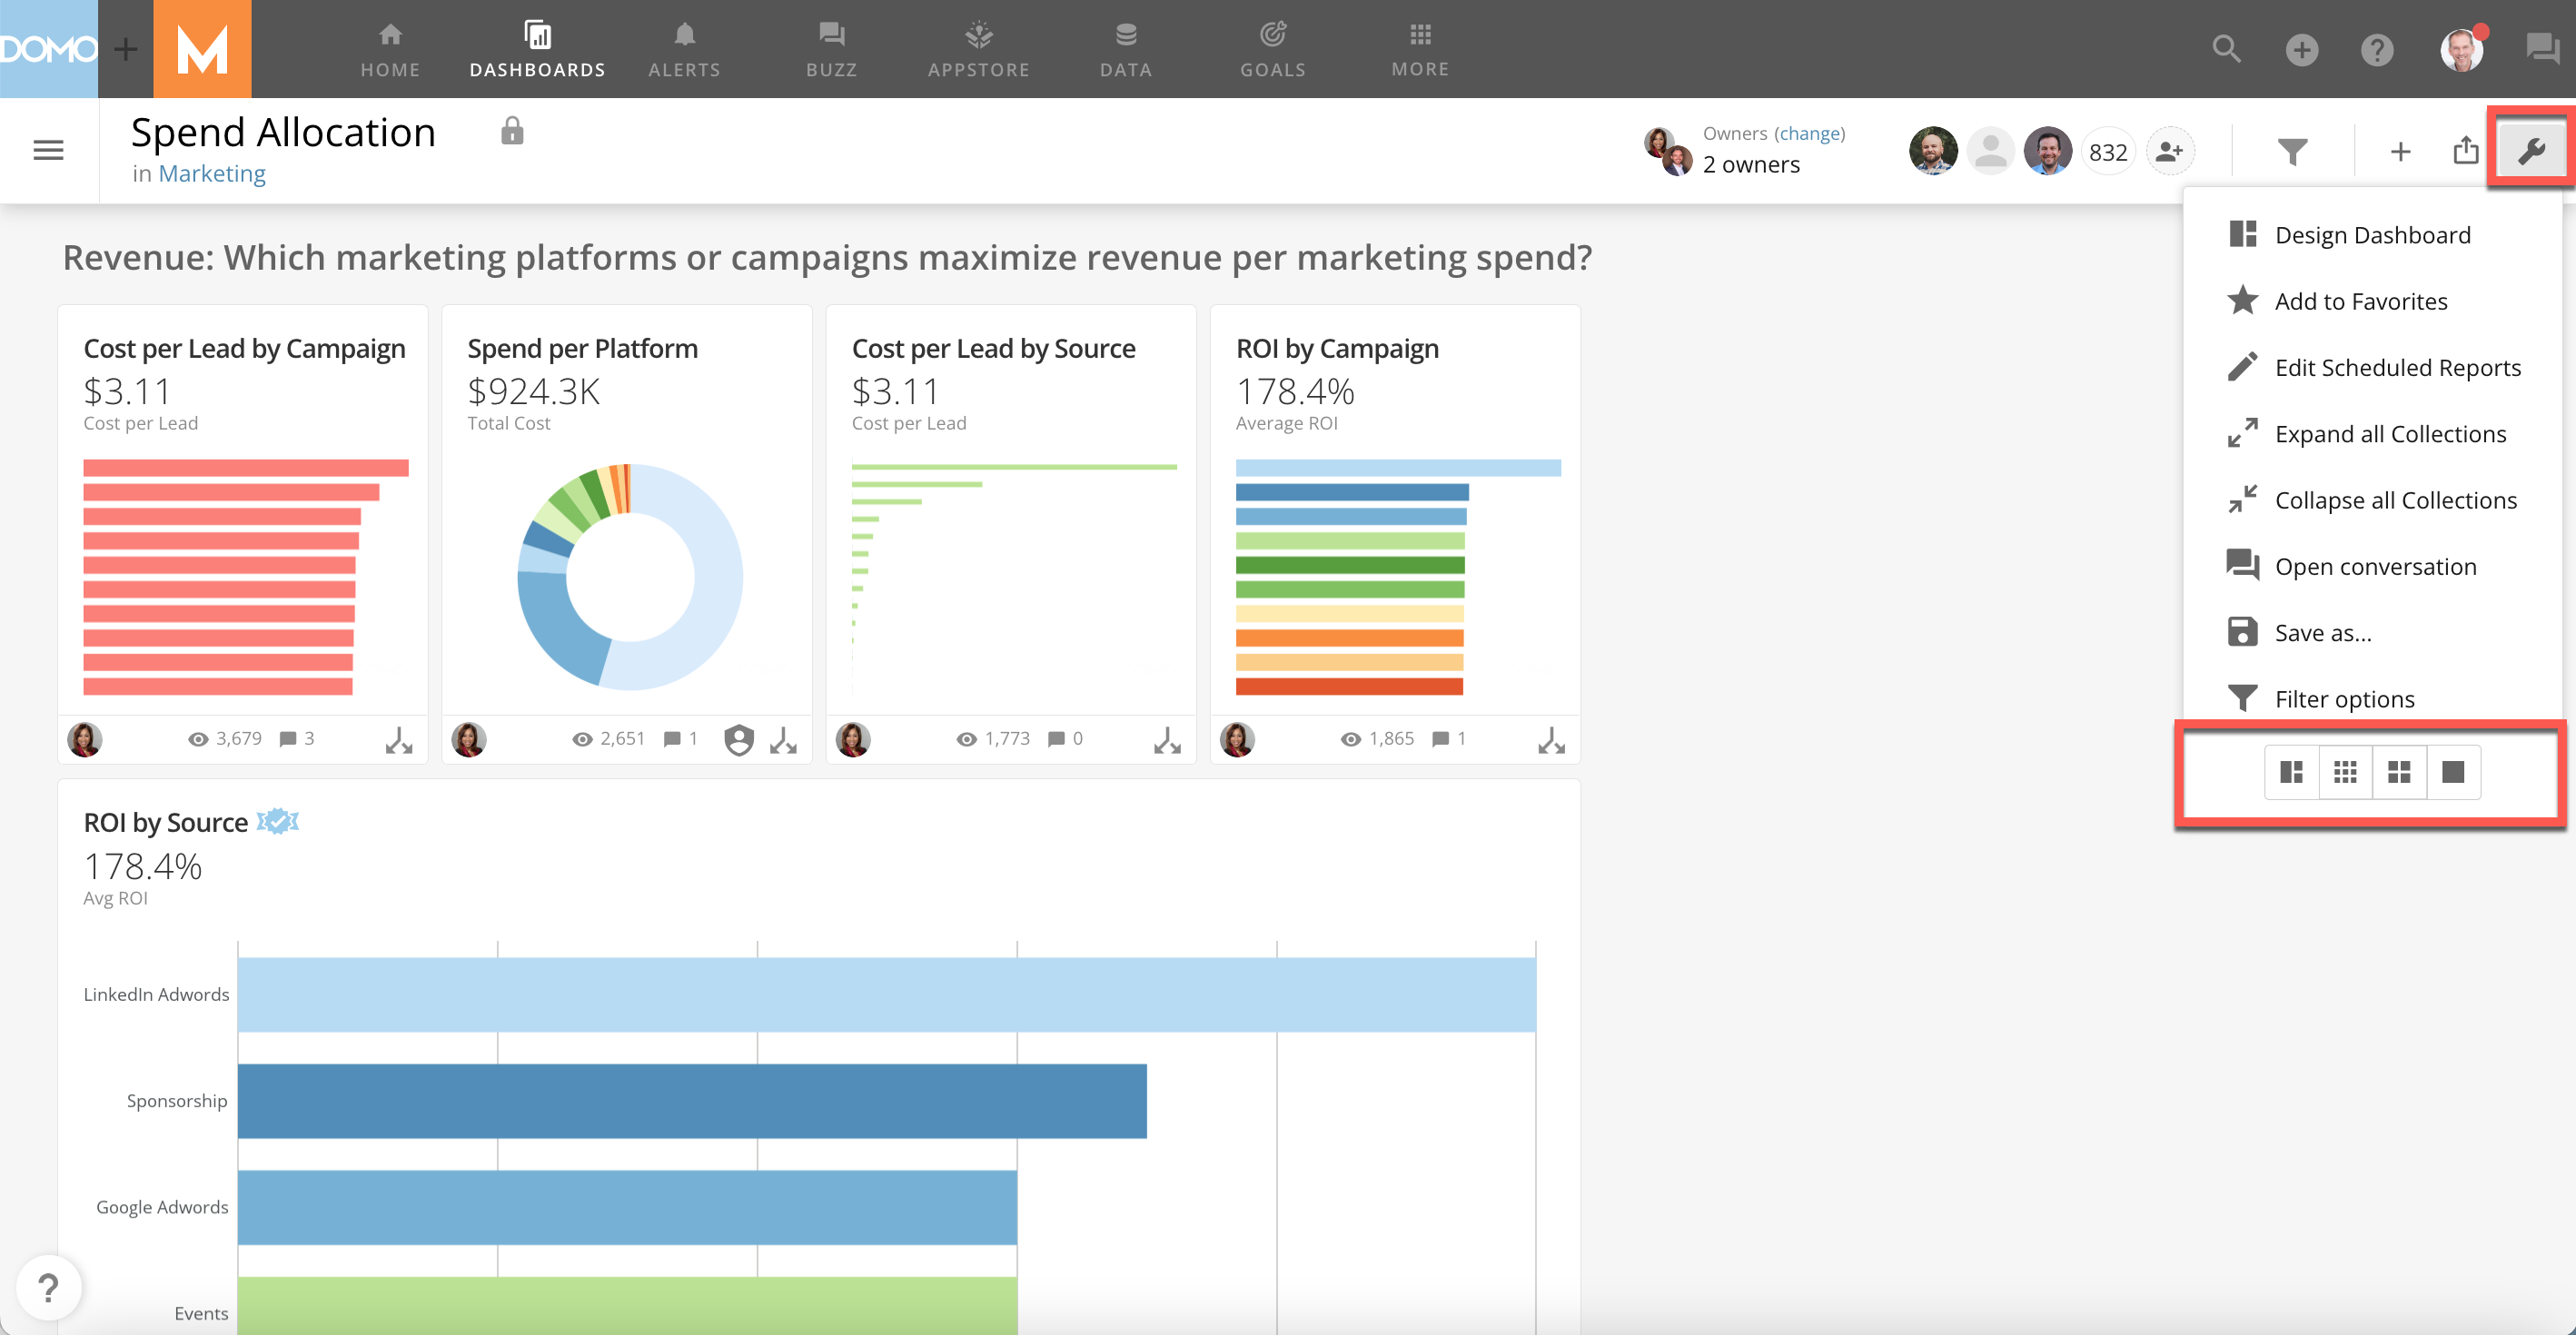 DOMO
M
HOME
DASHBOARDS
ALERTS
BUZZ
APPSTORE
DATA
GOALS
MORE
Spend Allocation
in Marketing
Owners (change)
2 owners
832
Design Dashboard
Add to Favorites
Edit Scheduled Reports
Expand all Collections
Collapse all Collections
Open conversation
Save as...
Filter options
Revenue: Which marketing platforms or campaigns maximize revenue per marketing spend?
Cost per Lead by Campaign
$3.11
Cost per Lead
3,679 3
Spend per Platform
$924.3K
Total Cost
2,651 1
Cost per Lead by Source
$3.11
Cost per Lead
1,773 0
ROI by Campaign
178.4%
Average ROI
1,865 1
ROI by Source
178.4%
Avg ROI
LinkedIn Adwords
Sponsorship
Google Adwords
Events
?